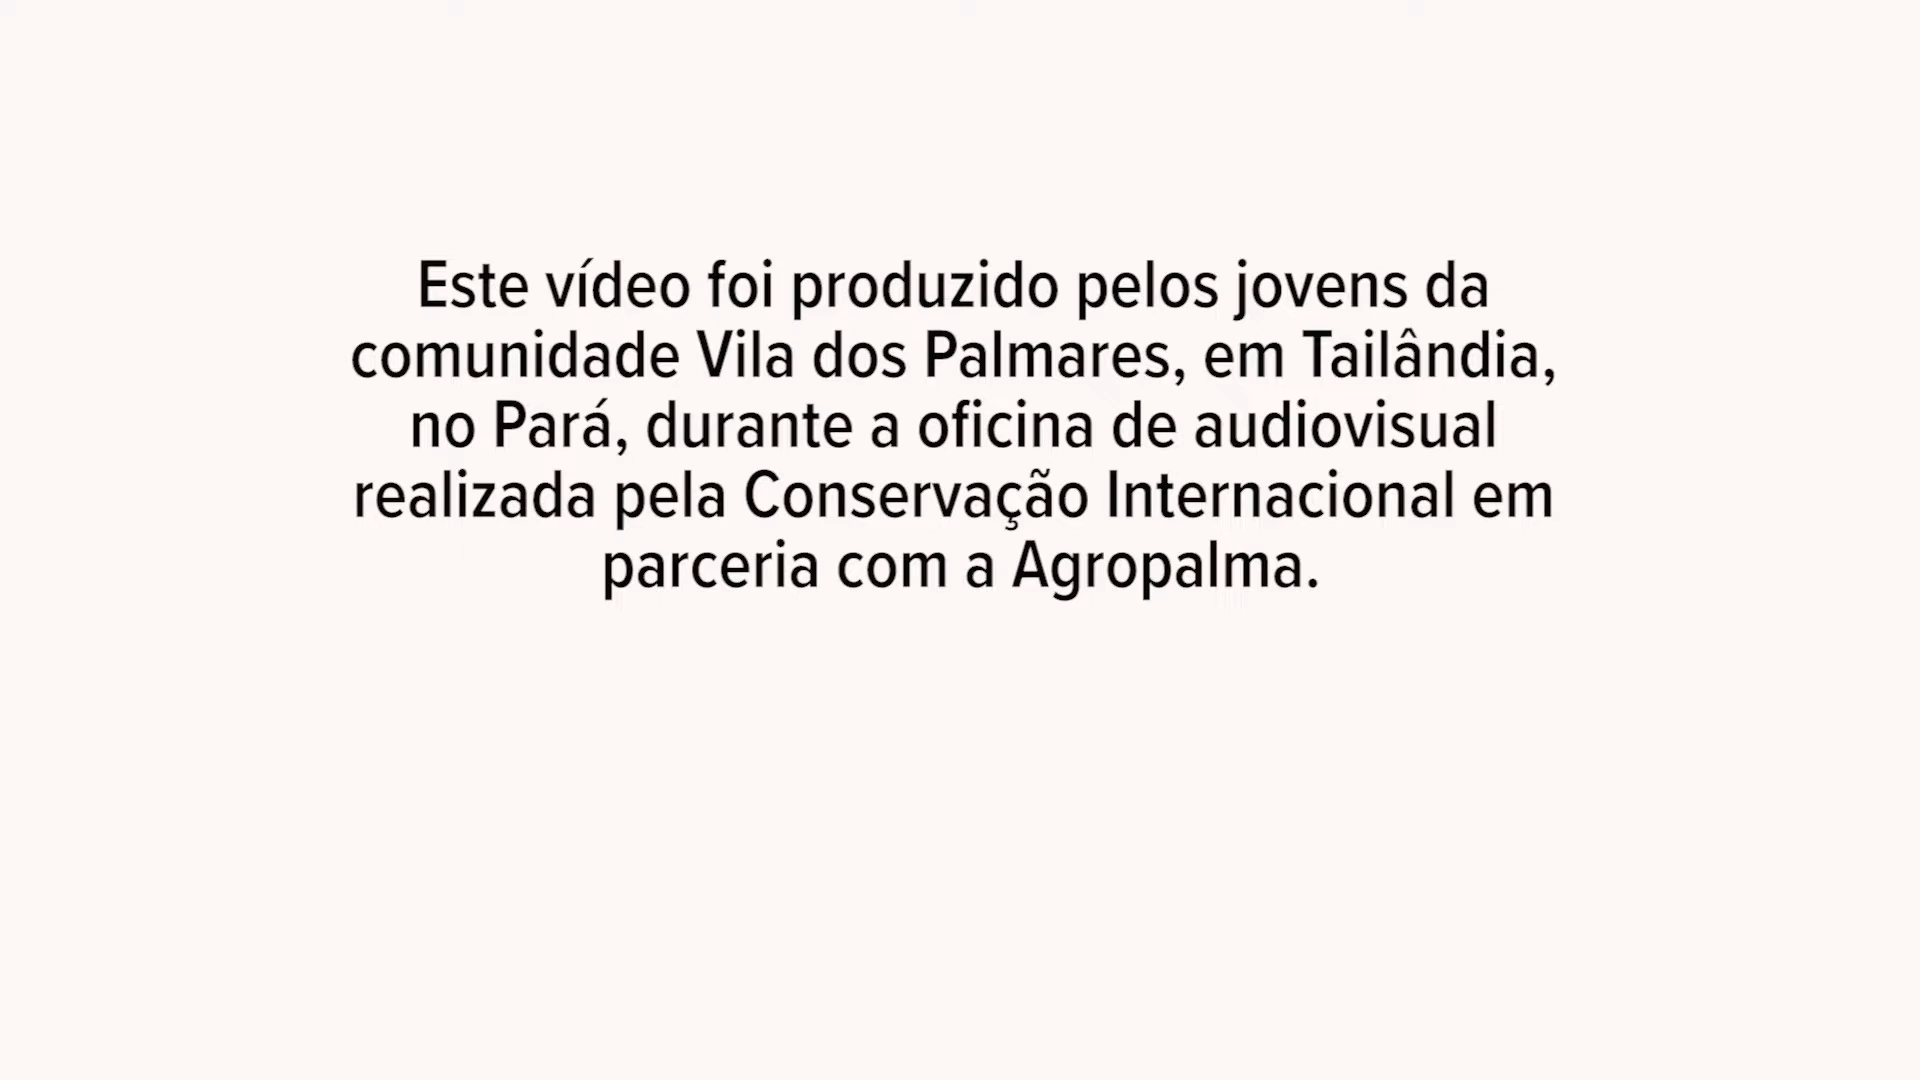 Este vídeo foi produzido pelos jovens da
comunidade Vila dos Palmares, em Tailândia,
no Pará, durante a oficina de audiovisual
realizada pela Conservação Internacional em
parceria com a Agropalma.